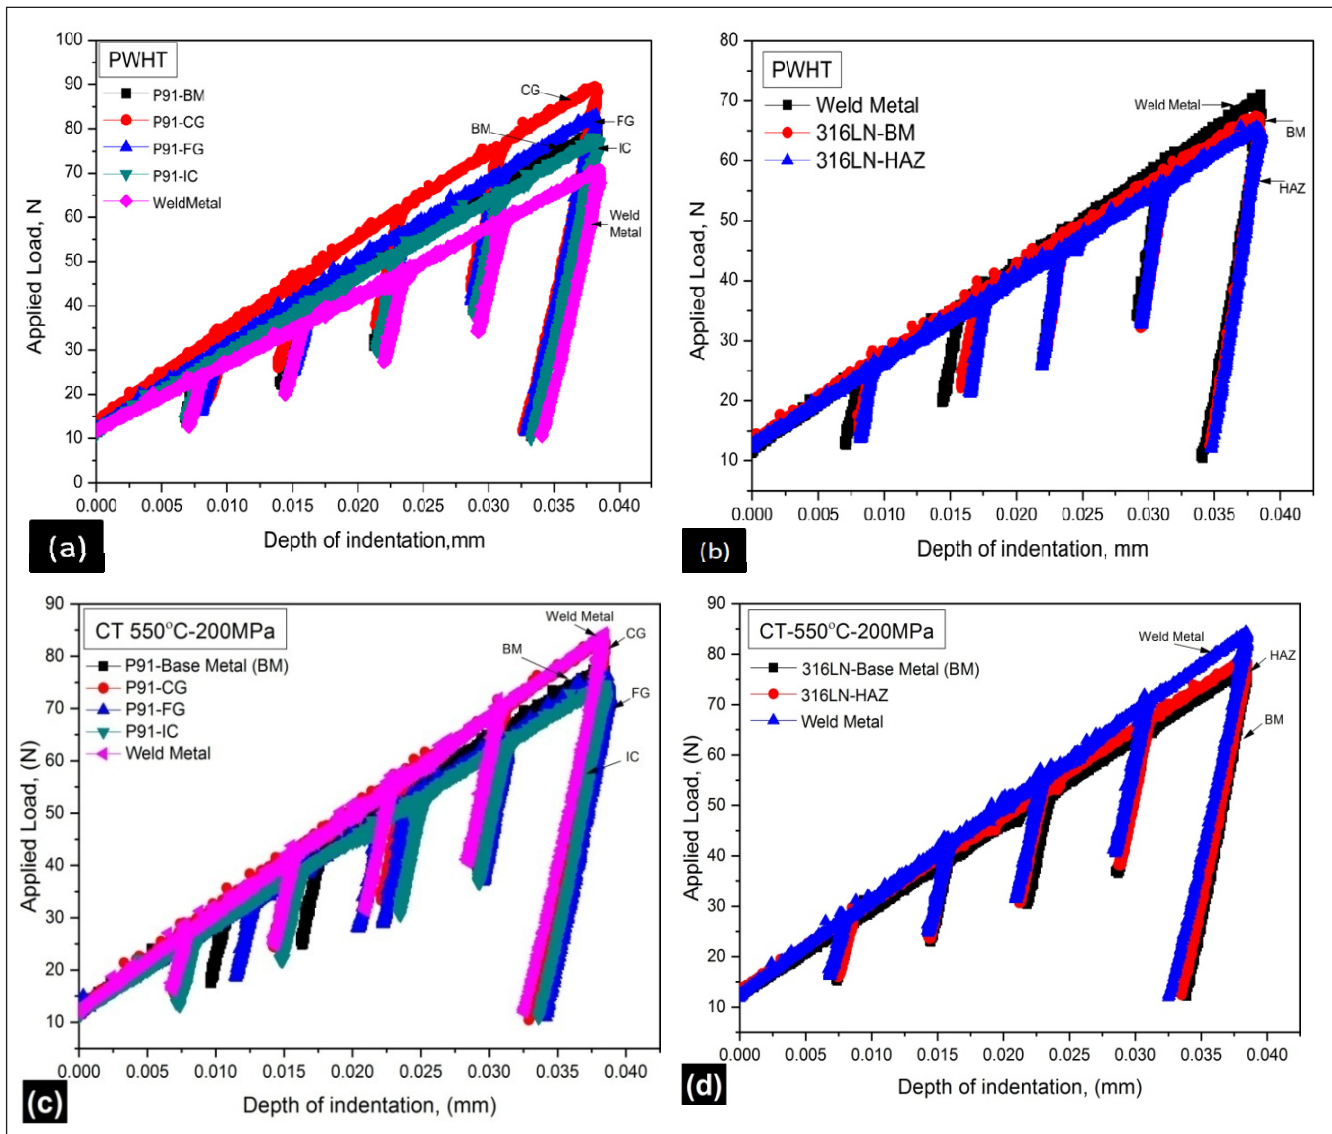 100
90
80
70
60
50
40
30
20
10
0
Applied Load, N
PWHT
P91-BM
P91-CG
P91-FG
P91-IC
WeldMetal
CG
BM
FG
IC
Weld
Metal
0.000 0.005 0.010 0.015 0.020 0.025 0.030 0.035 0.040
Depth of indentation,mm
(a)
80
70
60
50
40
30
20
10
Applied Load, N
PWHT
Weld Metal
316LN-BM
316LN-HAZ
Weld Metal
BM
HAZ
0.000 0.005 0.010 0.015 0.020 0.025 0.030 0.035 0.040
Depth of indentation, mm
(b)
90
80
70
60
50
40
30
20
10
Applied Load, (N)
CT 550°C-200MPa
P91-Base Metal (BM)
P91-CG
P91-FG
P91-IC
Weld Metal
Weld Metal
CG
BM
FG
IC
0.000 0.005 0.010 0.015 0.020 0.025 0.030 0.035 0.040
Depth of indentation, (mm)
(c)
90
80
70
60
50
40
30
20
10
Applied Load, (N)
CT-550°C-200MPa
316LN-Base Metal (BM)
316LN-HAZ
Weld Metal
Weld Metal
HAZ
BM
0.000 0.005 0.010 0.015 0.020 0.025 0.030 0.035 0.040
Depth of indentation, (mm)
(d)